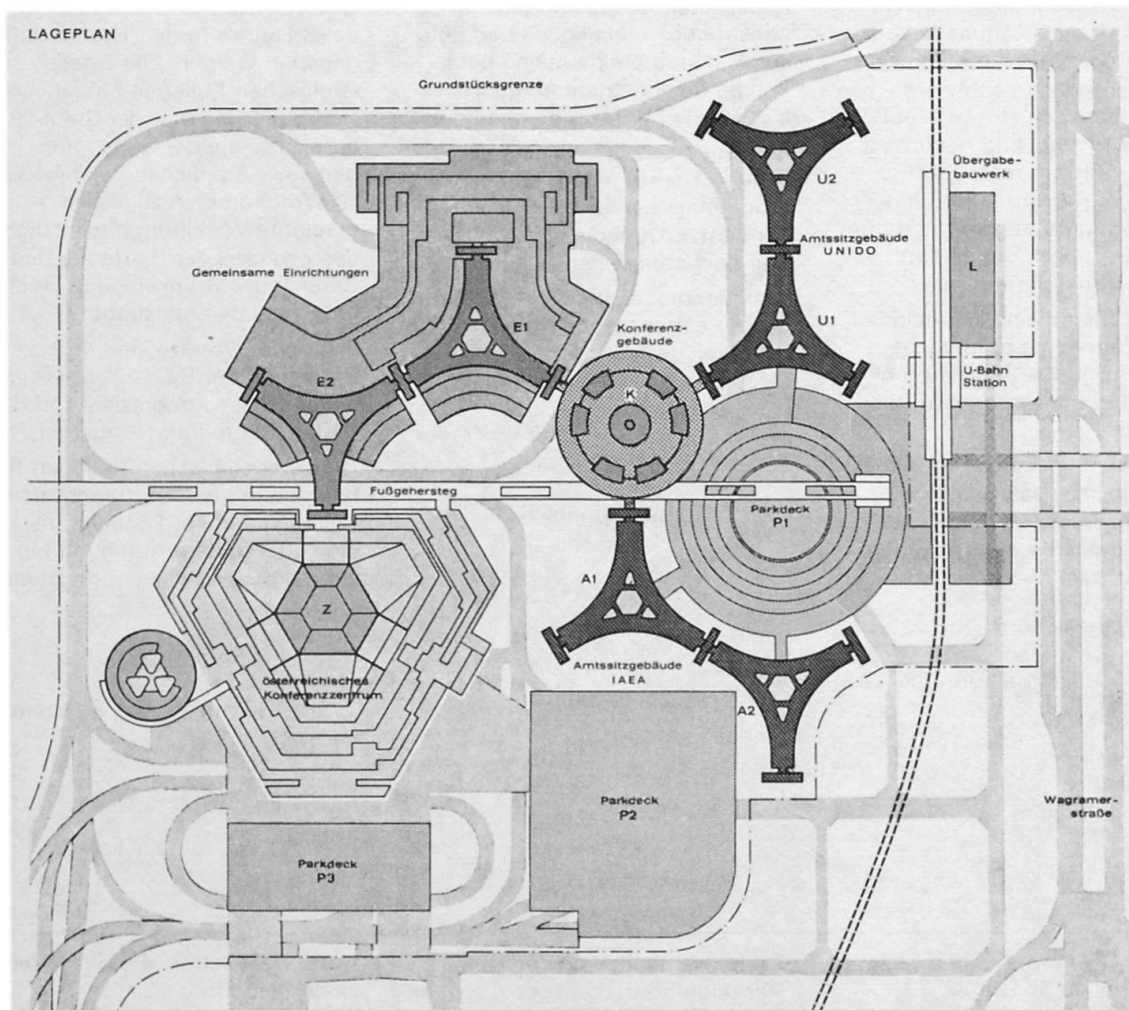 LAGEPLAN
Grundstücksgrenze
U2
Übergabe-
bauwerk
Amtssitzgebäude
UNIDO
L
Gemeinsame Einrichtungen
E1
Konferenz-
gebäude
U1
U-Bahn
Station
E2
K
Fußgehersteg
Parkdeck
P1
A1
Z
Amtssitzgebäude
IAEA
österreichisches
Konferenzzentrum
A2
Parkdeck
P2
Wagramer-
straße
Parkdeck
P3